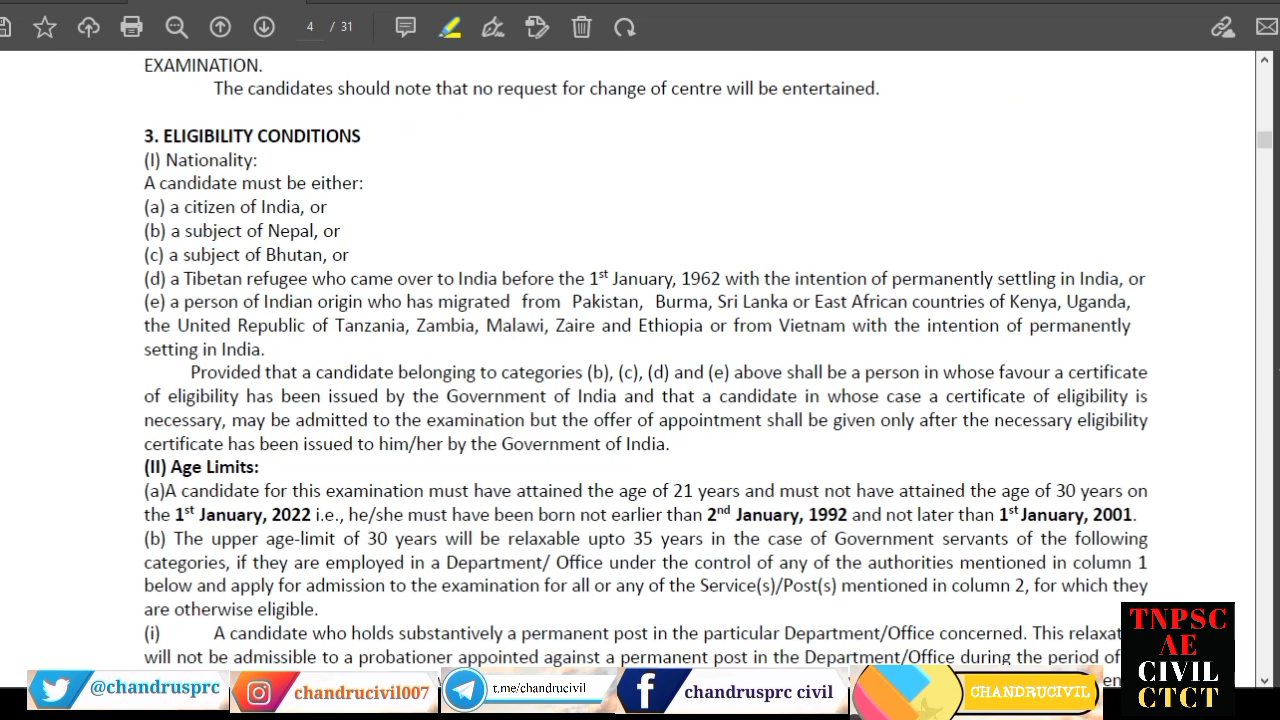 4 / 31
EXAMINATION.
The candidates should note that no request for change of centre will be entertained.
3. ELIGIBILITY CONDITIONS
(I) Nationality:
A candidate must be either:
(a) a citizen of India, or
(b) a subject of Nepal, or
(c) a subject of Bhutan, or
(d) a Tibetan refugee who came over to India before the 1st January, 1962 with the intention of permanently settling in India, or
(e) a person of Indian origin who has migrated from Pakistan, Burma, Sri Lanka or East African countries of Kenya, Uganda,
the United Republic of Tanzania, Zambia, Malawi, Zaire and Ethiopia or from Vietnam with the intention of permanently
setting in India.
Provided that a candidate belonging to categories (b), (c), (d) and (e) above shall be a person in whose favour a certificate
of eligibility has been issued by the Government of India and that a candidate in whose case a certificate of eligibility is
necessary, may be admitted to the examination but the offer of appointment shall be given only after the necessary eligibility
certificate has been issued to him/her by the Government of India.
(II) Age Limits:
(a)A candidate for this examination must have attained the age of 21 years and must not have attained the age of 30 years on
the 1st January, 2022 i.e., he/she must have been born not earlier than 2nd January, 1992 and not later than 1st January, 2001.
(b) The upper age-limit of 30 years will be relaxable upto 35 years in the case of Government servants of the following
categories, if they are employed in a Department/ Office under the control of any of the authorities mentioned in column 1
below and apply for admission to the examination for all or any of the Service(s)/Post(s) mentioned in column 2, for which they
are otherwise eligible.
(i) A candidate who holds substantively a permanent post in the particular Department/Office concerned. This
will not be admissible to a probationer appointed against a permanent post in the Department/Office during the period of
TNPSC
AE
CIVIL
CTCT
@chandrusprc
chandrucivil007
t.me/chandrucivil
chandrusprc civil
CHANDRUCIVIL